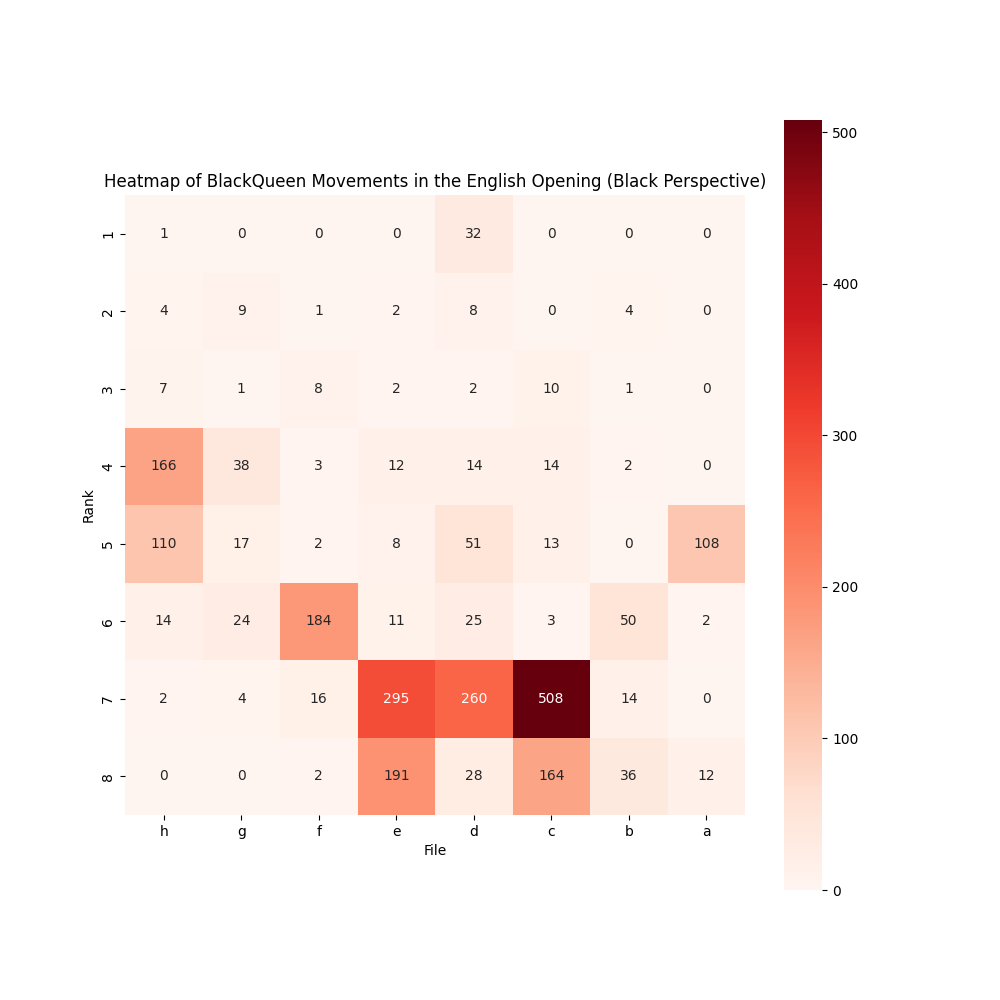 Heatmap of BlackQueen Movements in the English Opening (Black Perspective)
1 1 0 0 0 32 0 0 0
2 4 9 1 2 8 0 4 0
3 7 1 8 2 2 10 1 0
4 166 38 3 12 14 14 2 0
5 110 17 2 8 51 13 0 108
6 14 24 184 11 25 3 50 2
7 2 4 16 295 260 508 14 0
8 0 0 2 191 28 164 36 12
h g f e d c b a
File
Rank
500
400
300
200
100
0